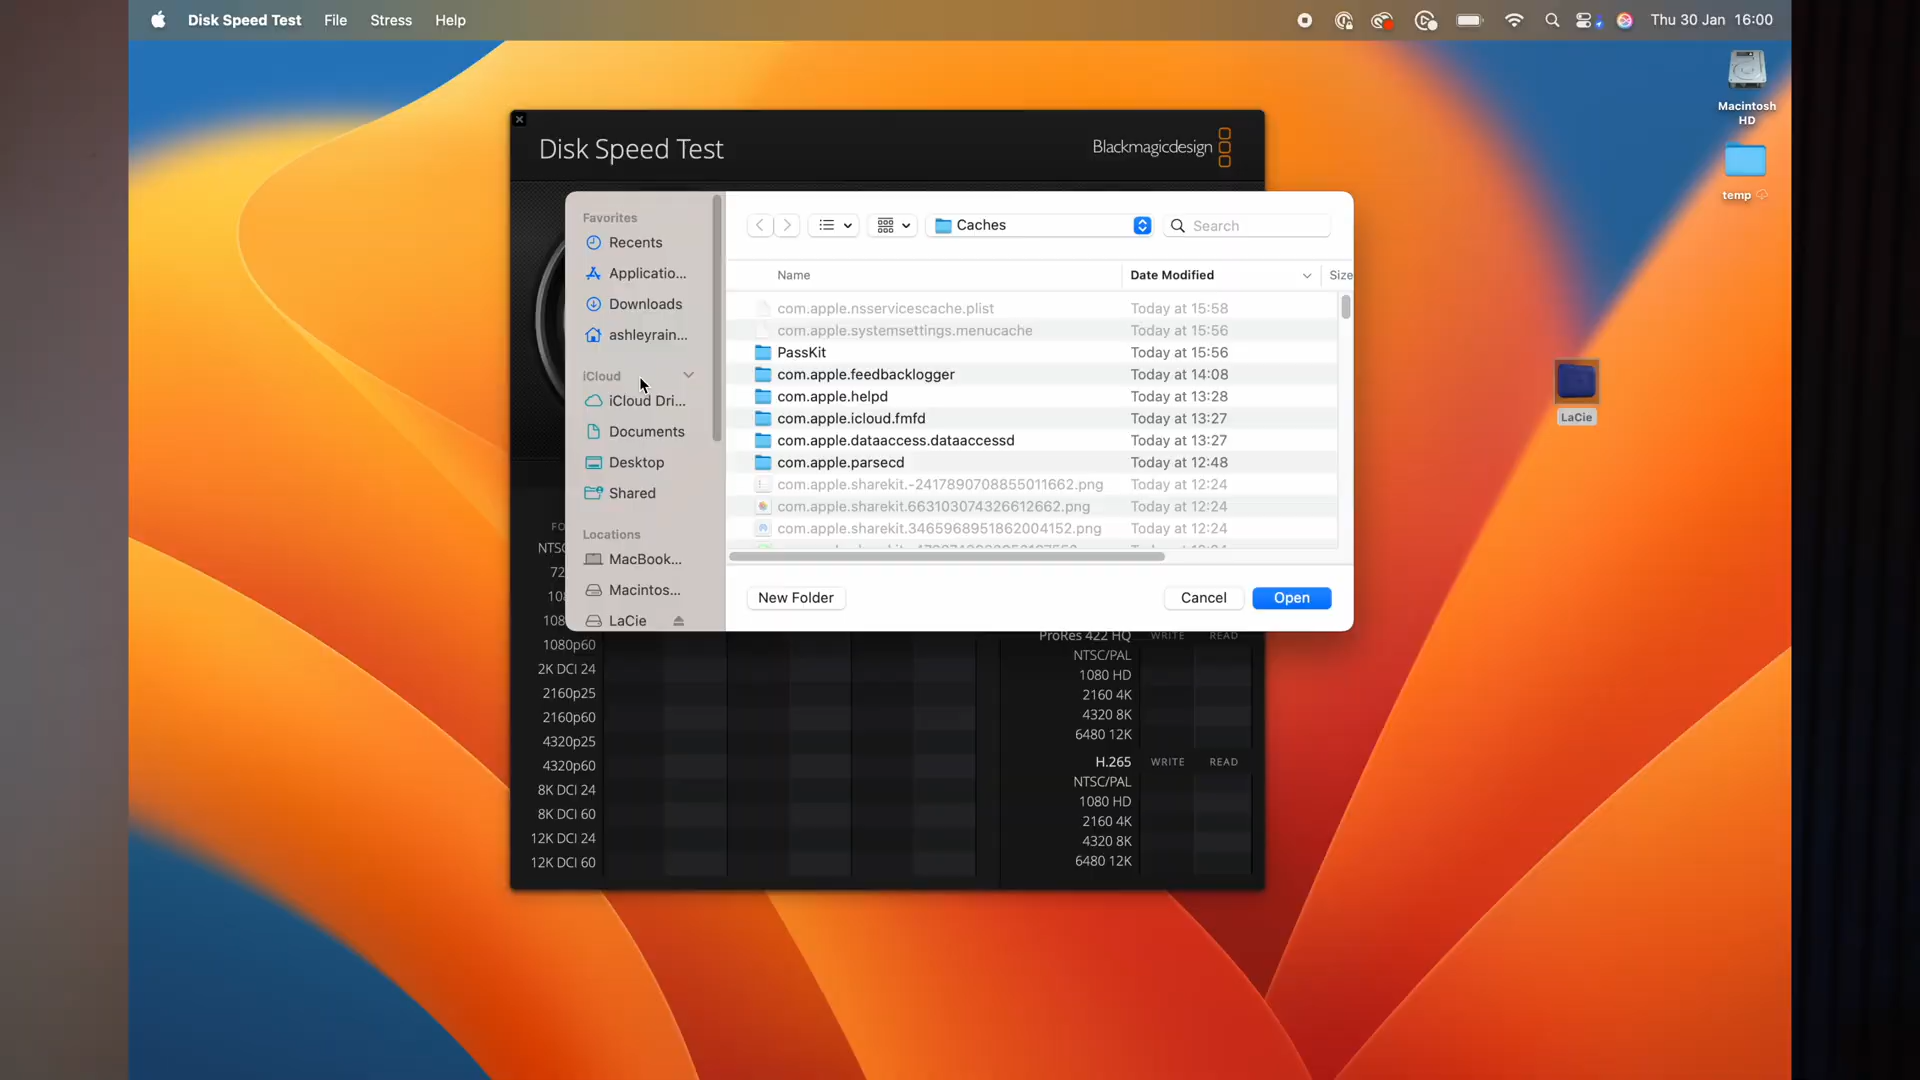 Disk Speed Test File Stress Help
Thu 30 Jan 16:00
Macintosh
HD
temp
LaCie
Disk Speed Test
Blackmagicdesign
Favorites
Recents
Applicatio...
Downloads
ashleyrain...
iCloud
iCloud Dri...
Documents
Desktop
Shared
Locations
MacBook...
Macintos...
LaCie
Caches
Search
Name Date Modified Size
com.apple.nsservicescache.plist Today at 15:58
com.apple.systemsettings.menucache Today at 15:56
PassKit Today at 15:56
com.apple.feedbacklogger Today at 14:08
com.apple.helpd Today at 13:28
com.apple.icloud.fmfd Today at 13:27
com.apple.dataaccess.dataaccessd Today at 13:27
com.apple.parsecd Today at 12:48
com.apple.sharekit.-2417890708855011662.png Today at 12:24
com.apple.sharekit.663103074326612662.png Today at 12:24
com.apple.sharekit.3465968951862004152.png Today at 12:24
New Folder Cancel Open
FO
NTSC
72
10
108
1080p60
2K DCI 24
2160p25
2160p60
4320p25
4320p60
8K DCI 24
8K DCI 60
12K DCI 24
12K DCI 60
ProRes 422 HQ WRITE READ
NTSC/PAL
1080 HD
2160 4K
4320 8K
6480 12K
H.265 WRITE READ
NTSC/PAL
1080 HD
2160 4K
4320 8K
6480 12K